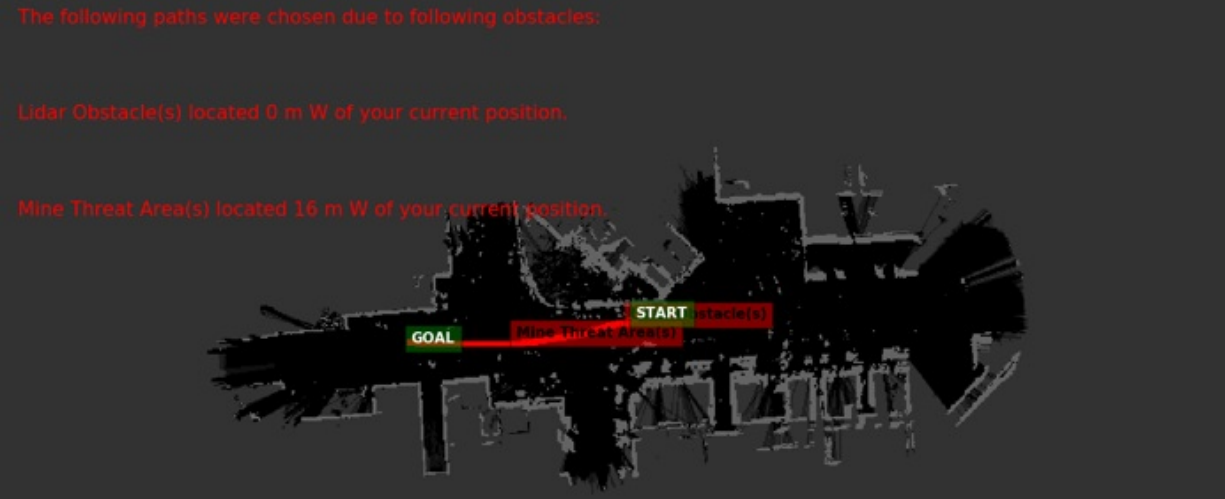 The following paths were chosen due to following obstacles:
Lidar Obstacle(s) located 0 m W of your current position.
Mine Threat Area(s) located 16 m W of your current position.
START
bstacle(s)
GOAL
Mine Threat Area(s)